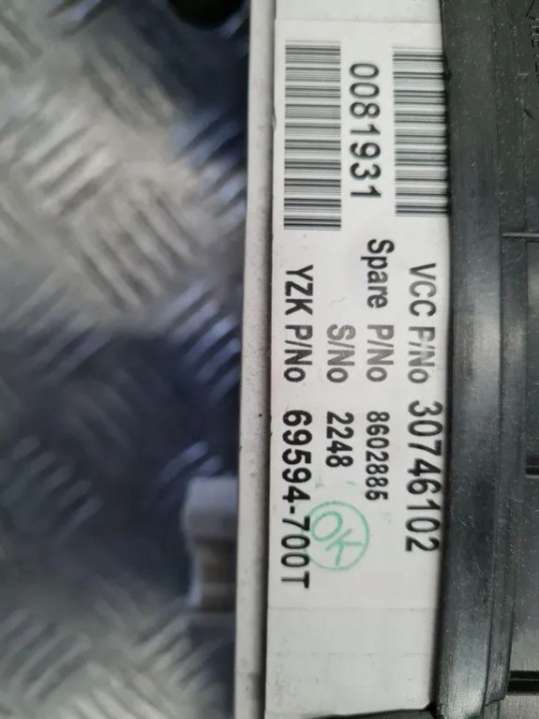 VCC P/No 30746102
Spare P/No 8602885
0081931
S/No 2248
YZK P/No 69594-700T
OK